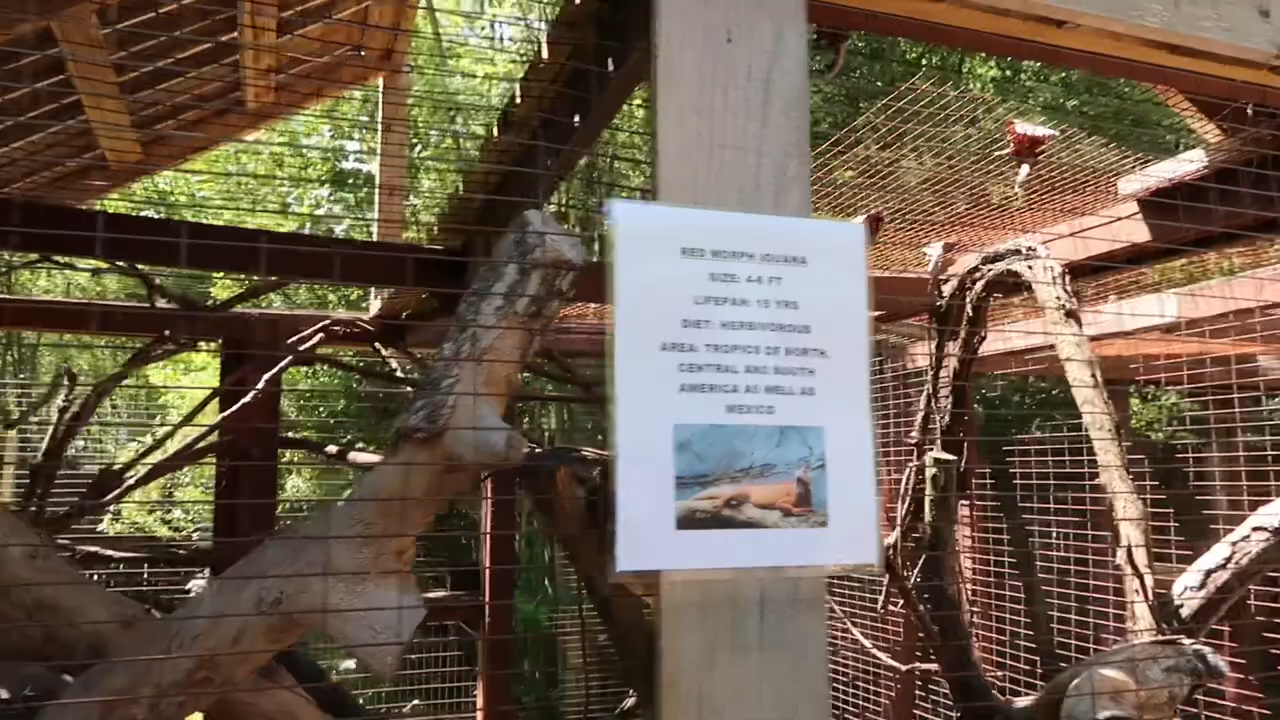 RED MORPH IGUANA
SIZE: 4-6 FT
LIFEPAN: 15 YRS
DIET: HERBIVOROUS
AREA: TROPICS OF NORTH,
CENTRAL AND SOUTH
AMERICA AS WELL AS
MEXICO